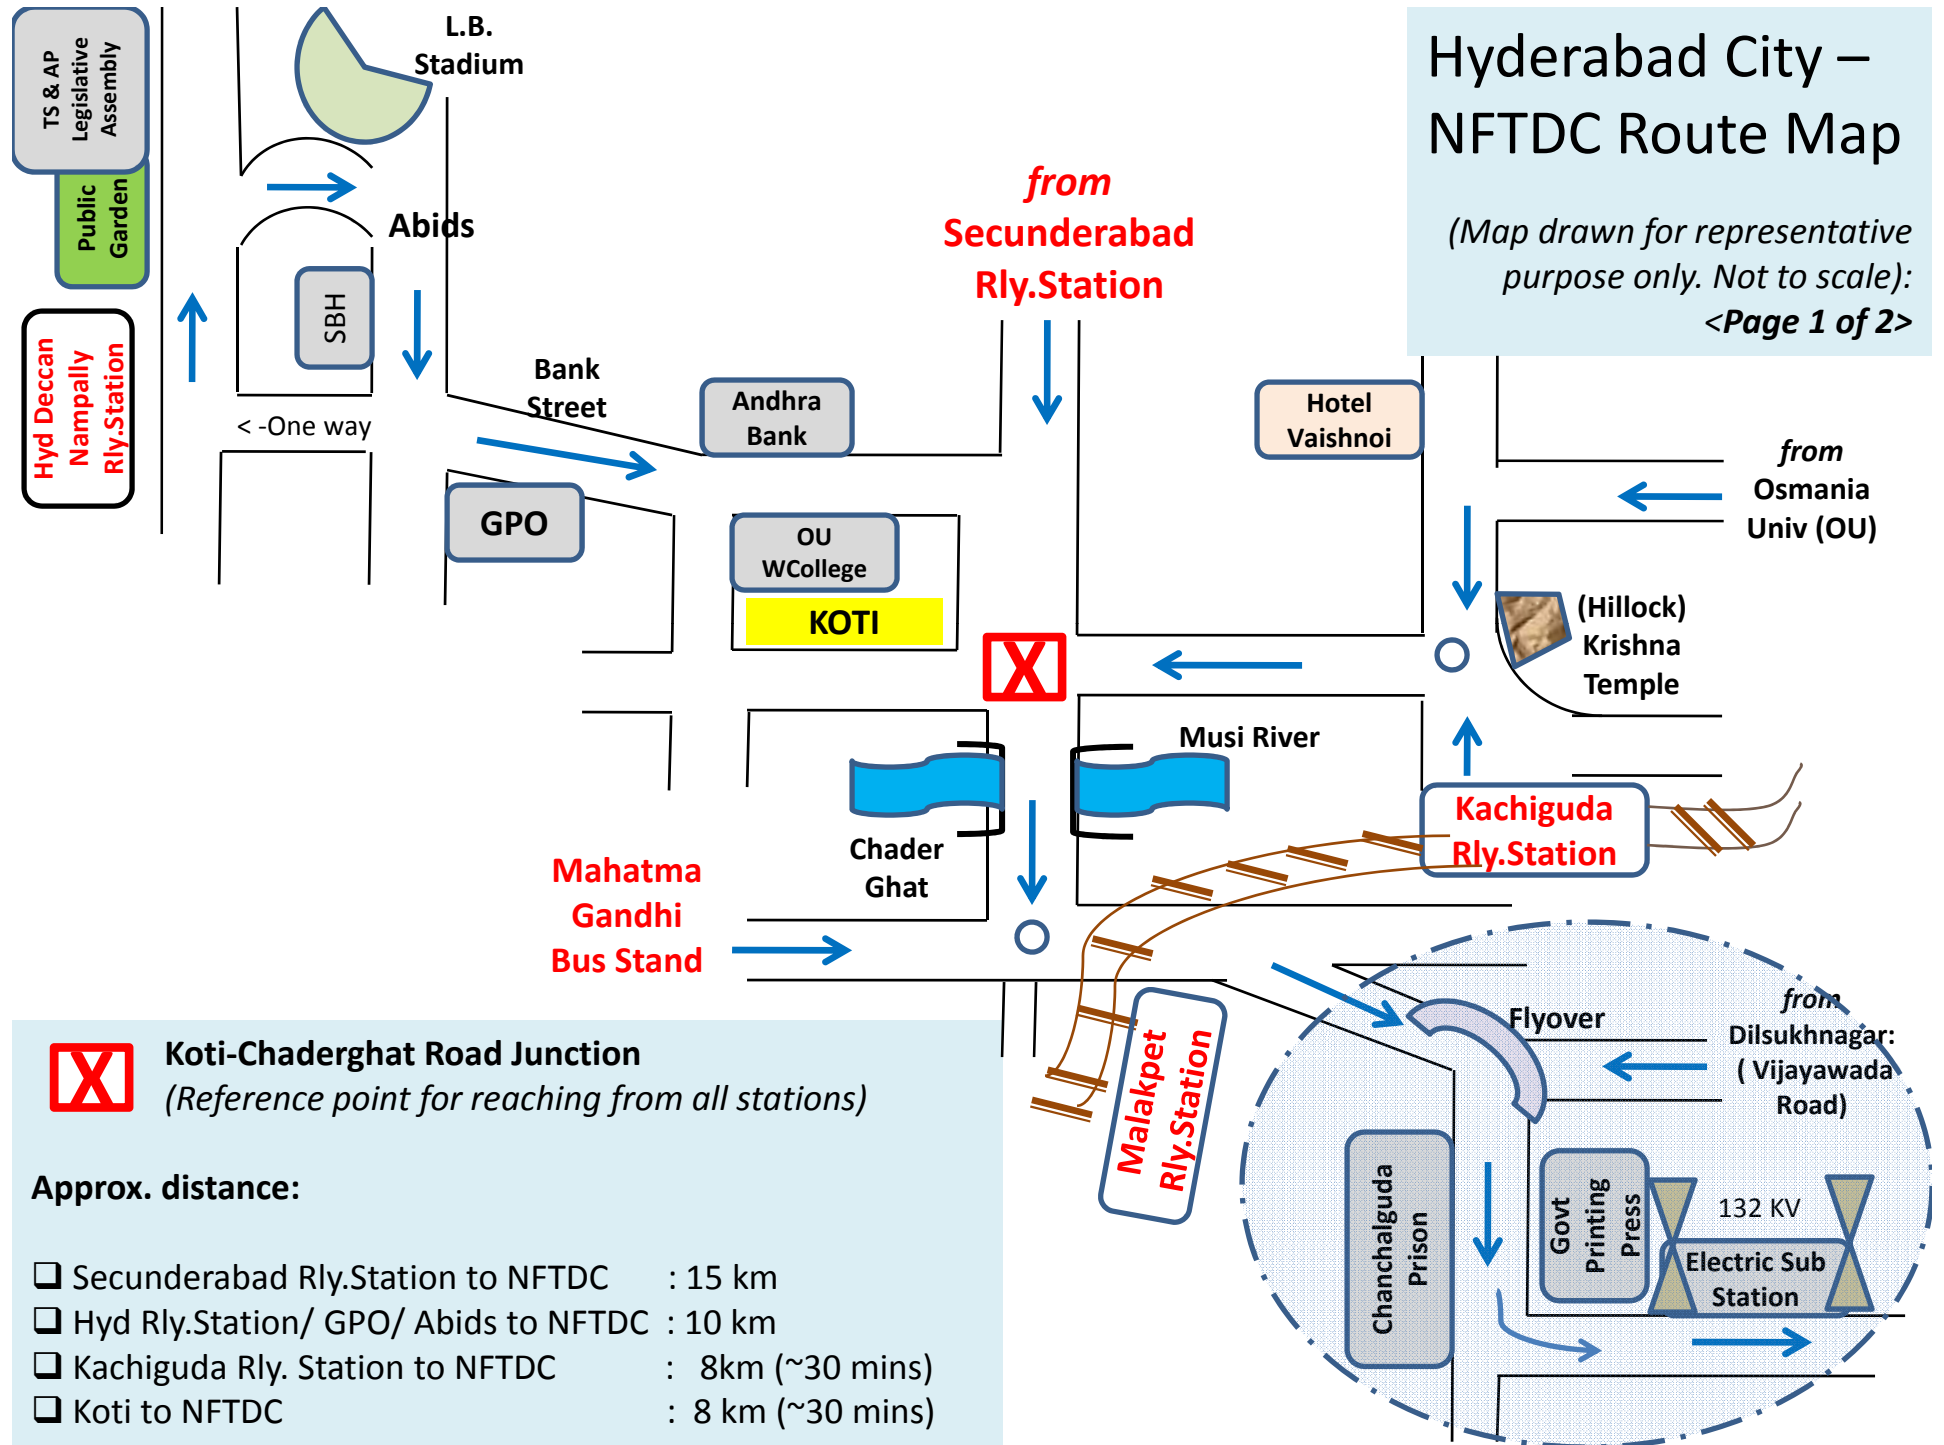 TS & AP
Legislative
Assembly
Public
Garden
Hyd Deccan
Nampally
Rly.Station
L.B.
Stadium
Abids
SBH
< -One way
Bank
Street
GPO
Andhra
Bank
OU
WCollege
KOTI
from
Secunderabad
Rly.Station
Hyderabad City –
NFTDC Route Map
(Map drawn for representative
purpose only. Not to scale):
<Page 1 of 2>
Hotel
Vaishnoi
from
Osmania
Univ (OU)
(Hillock)
Krishna
Temple
X
Musi River
Chader
Ghat
Kachiguda
Rly.Station
Mahatma
Gandhi
Bus Stand
Malakpet
Rly.Station
Flyover
from
Dilsukhnagar:
( Vijayawada
Road)
Chanchalguda
Prison
Govt
Printing
Press
132 KV
Electric Sub
Station
X
Koti-Chaderghat Road Junction
(Reference point for reaching from all stations)
Approx. distance:
❑ Secunderabad Rly.Station to NFTDC : 15 km
❑ Hyd Rly.Station/ GPO/ Abids to NFTDC : 10 km
❑ Kachiguda Rly. Station to NFTDC : 8km (~30 mins)
❑ Koti to NFTDC : 8 km (~30 mins)